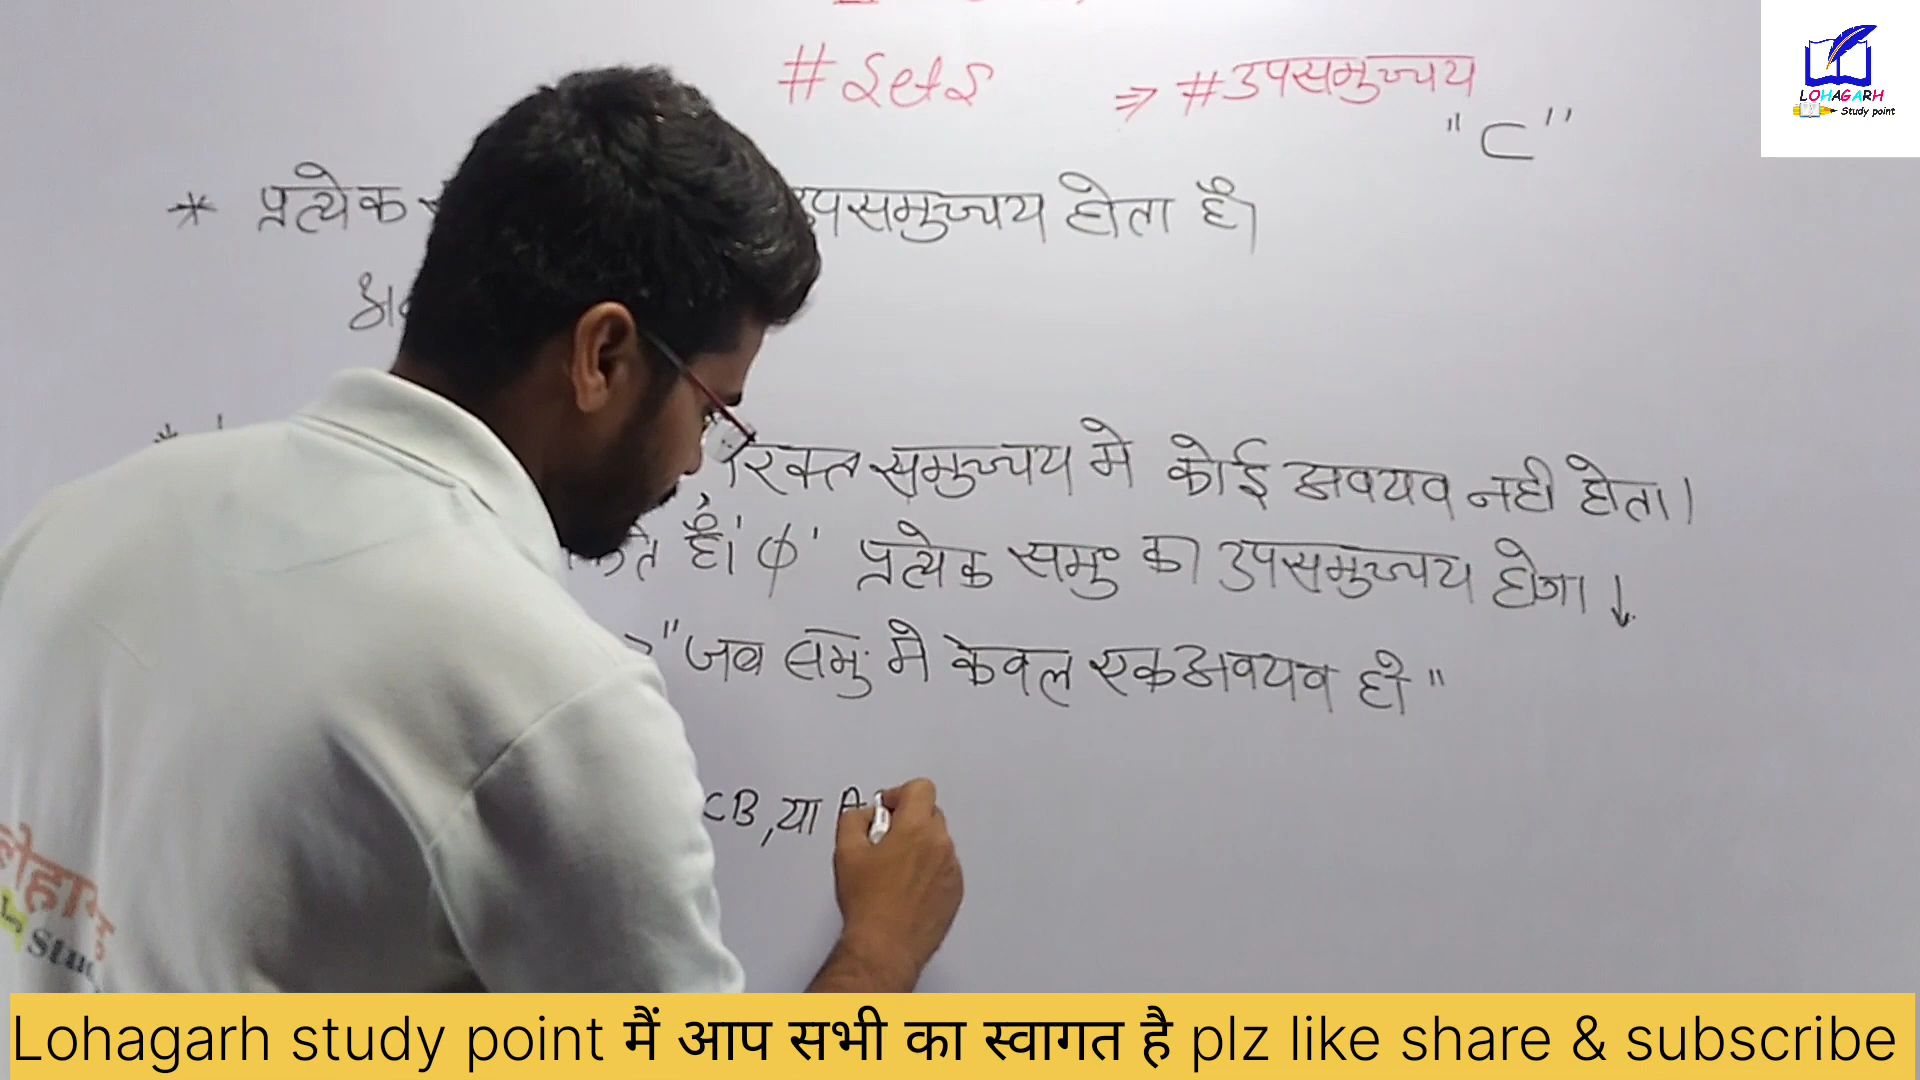 # Sets ⇒ # उपसमुच्चय
"⊂"
* प्रत्येक उपसमुच्चय होता है।
रिक्त समुच्चय मे कोई अवयव नही होता।
है। 'ϕ' प्रत्येक समु॰ का उपसमुच्चय होगा ↓
"जब समु॰ मे केवल एक अवयव हो"
⊂B, या A
LOHAGARH
Study point
Lohagarh study point मैं आप सभी का स्वागत है plz like share & subscribe